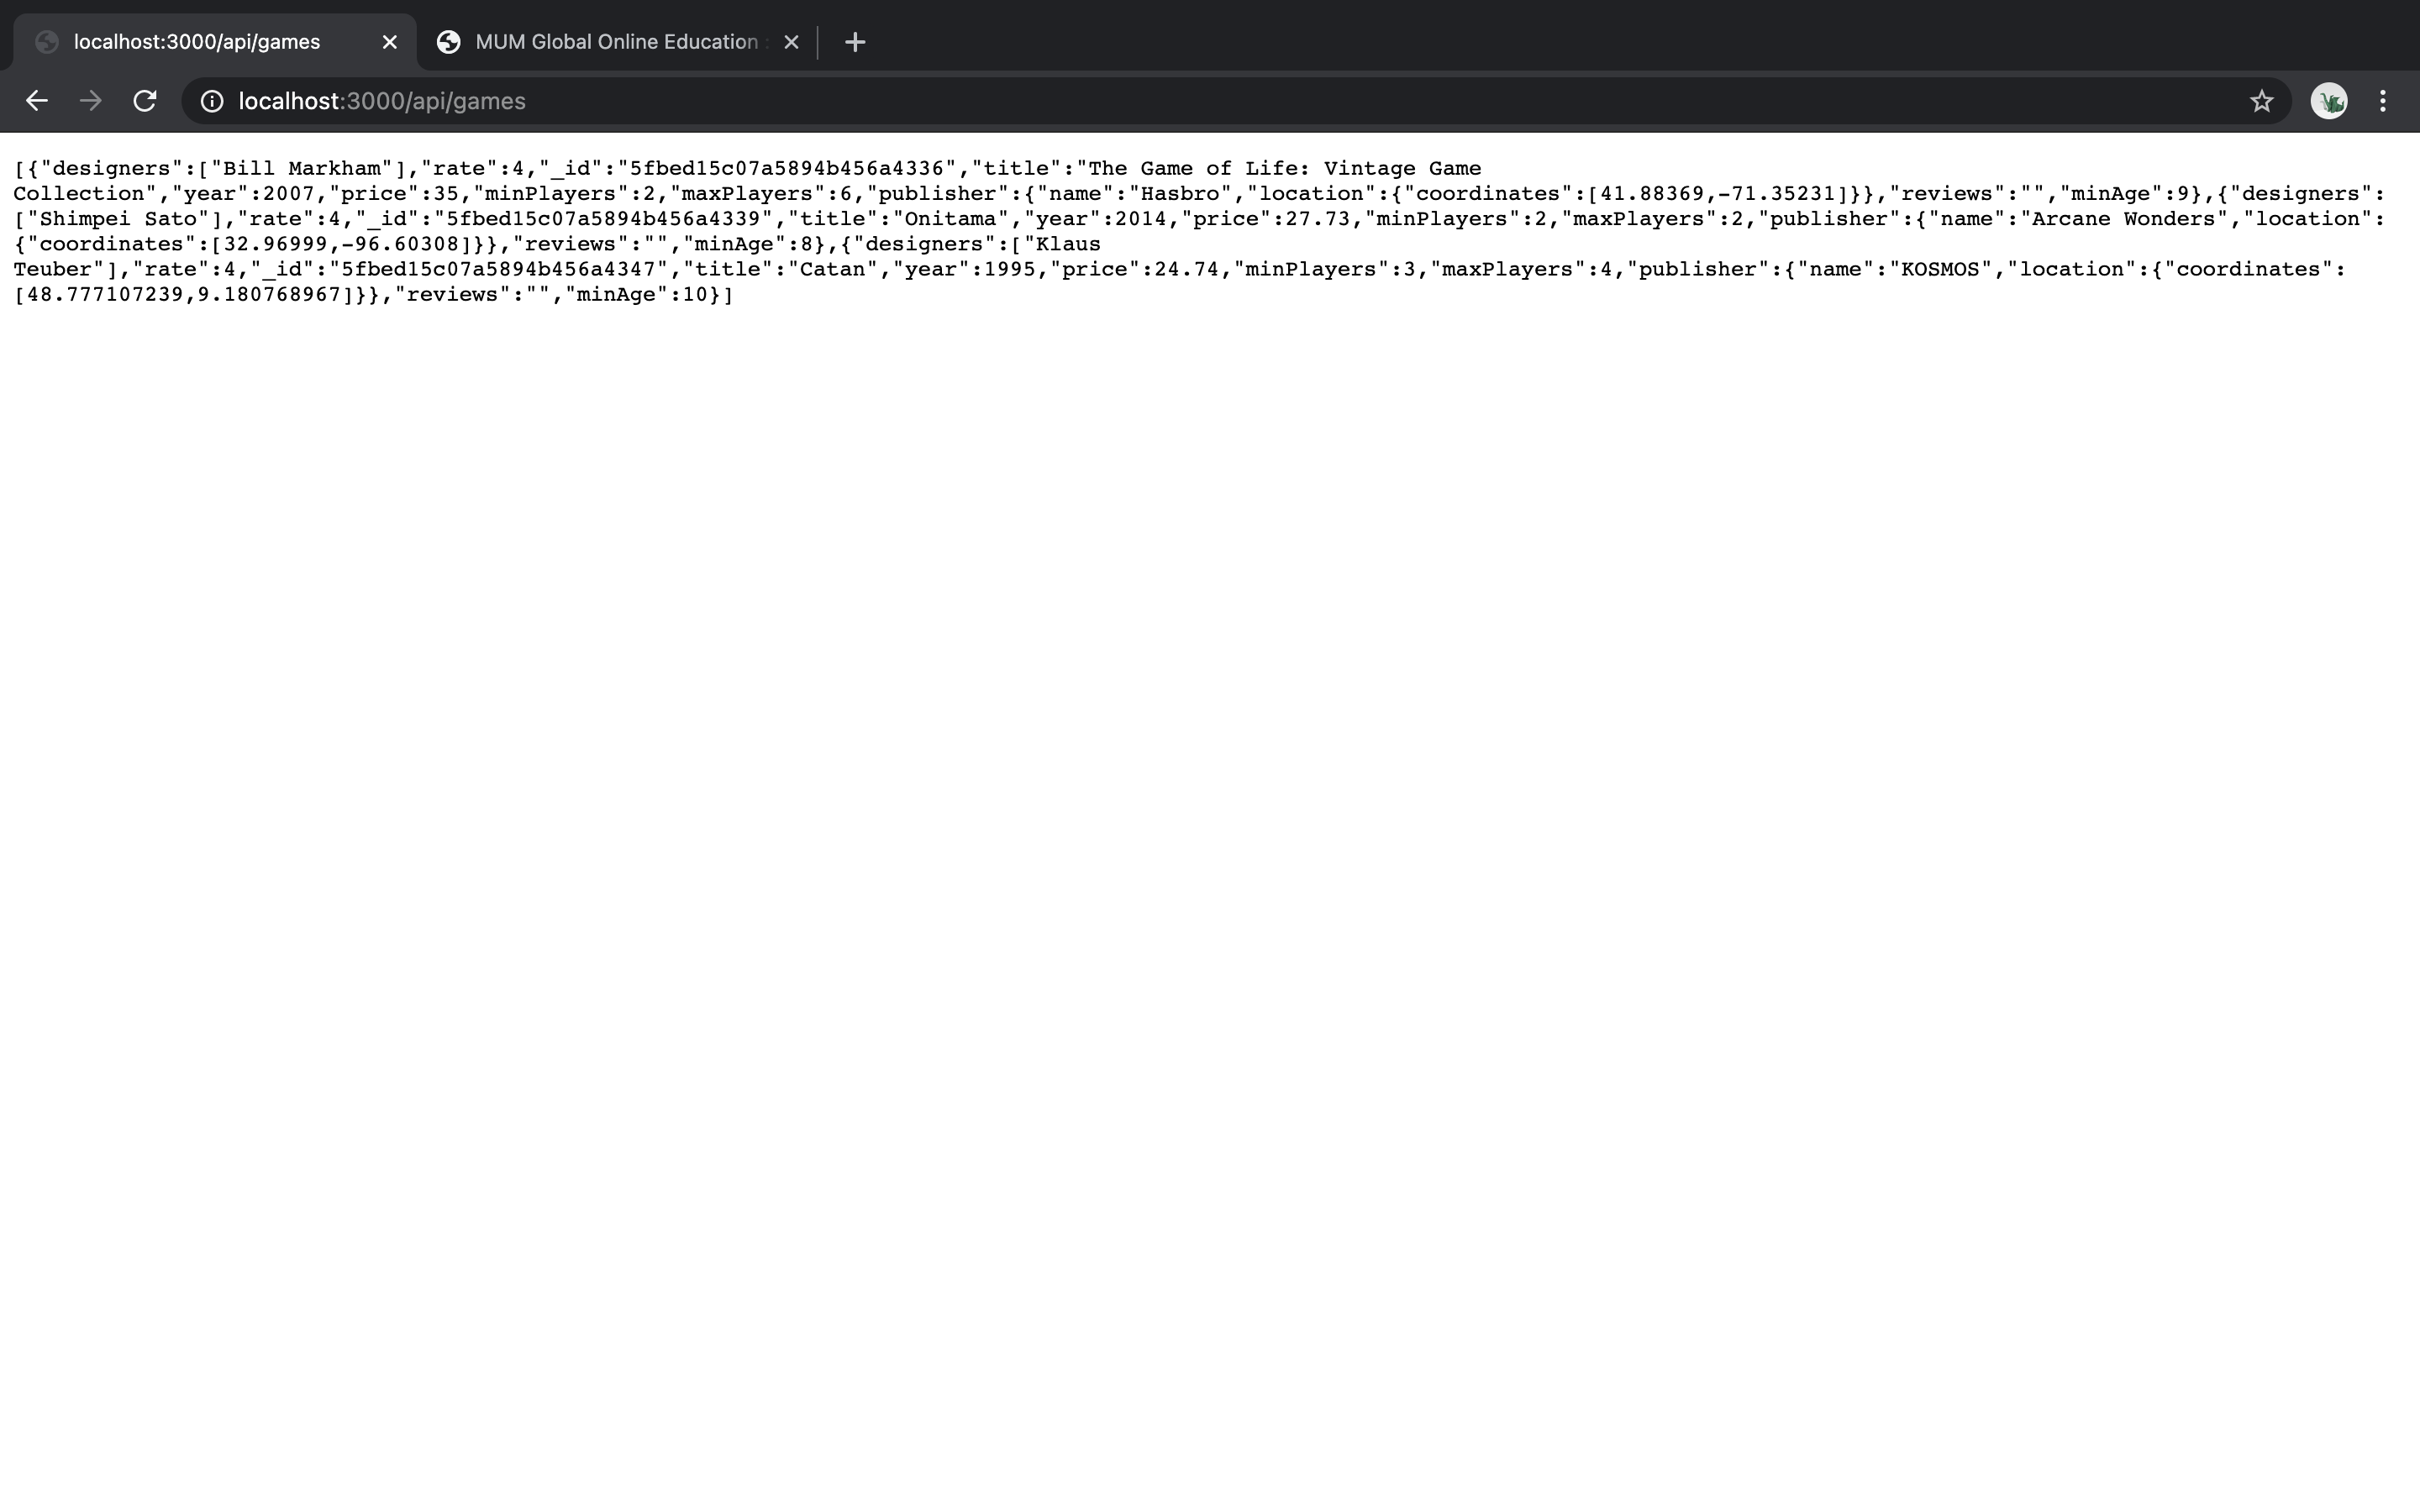 localhost:3000/api/games
MUM Global Online Education
localhost:3000/api/games
[{"designers":["Bill Markham"],"rate":4,"_id":"5fbed15c07a5894b456a4336","title":"The Game of Life: Vintage Game
Collection","year":2007,"price":35,"minPlayers":2,"maxPlayers":6,"publisher":{"name":"Hasbro","location":{"coordinates":[41.88369,-71.35231]}},"reviews":"","minAge":9},{"designers":
["Shimpei Sato"],"rate":4,"_id":"5fbed15c07a5894b456a4339","title":"Onitama","year":2014,"price":27.73,"minPlayers":2,"maxPlayers":2,"publisher":{"name":"Arcane Wonders","location":
{"coordinates":[32.96999,-96.60308]}},"reviews":"","minAge":8},{"designers":["Klaus
Teuber"],"rate":4,"_id":"5fbed15c07a5894b456a4347","title":"Catan","year":1995,"price":24.74,"minPlayers":3,"maxPlayers":4,"publisher":{"name":"KOSMOS","location":{"coordinates":
[48.777107239,9.180768967]}},"reviews":"","minAge":10}]